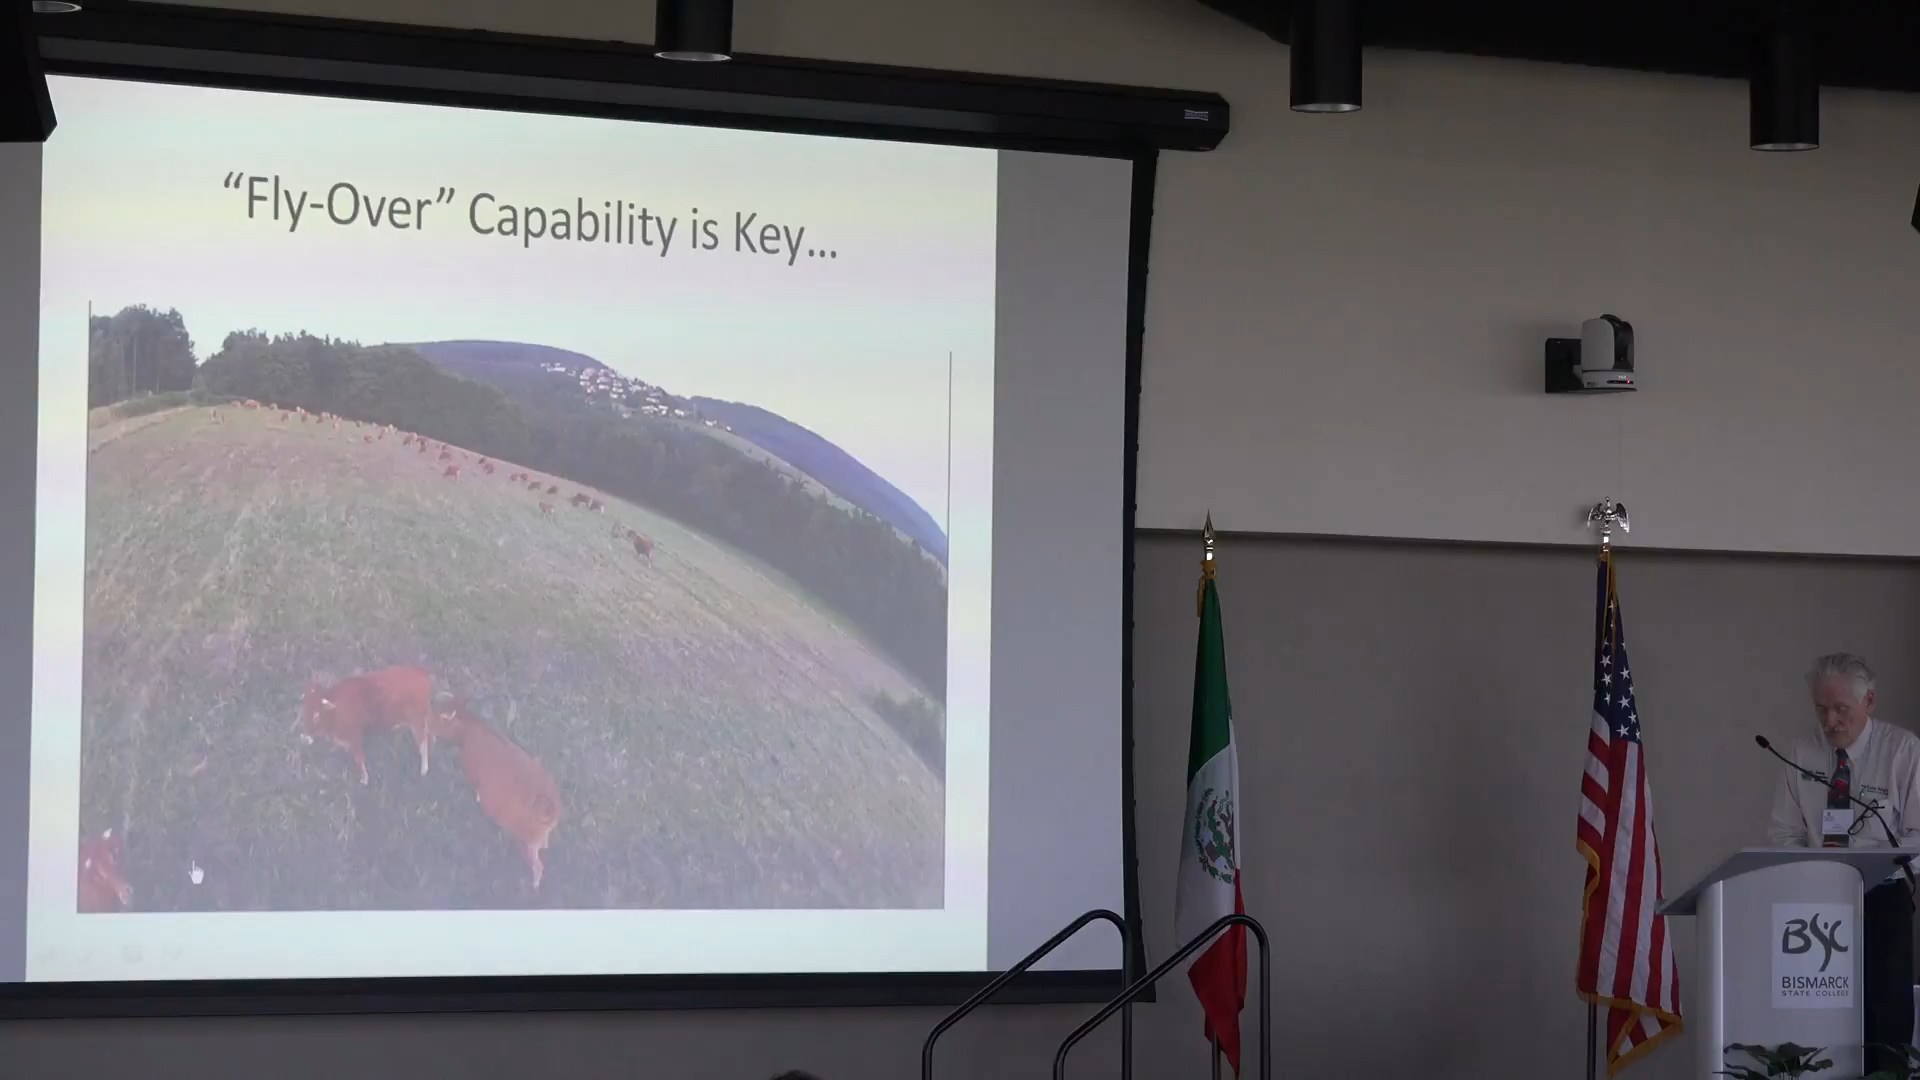 “Fly-Over” Capability is Key...
BSC
BISMARCK
STATE COLLEGE